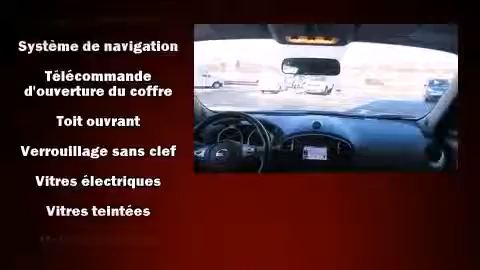 Système de navigation
Télécommande
d'ouverture du coffre
Toit ouvrant
Verrouillage sans clef
Vitres électriques
Vitres teintées